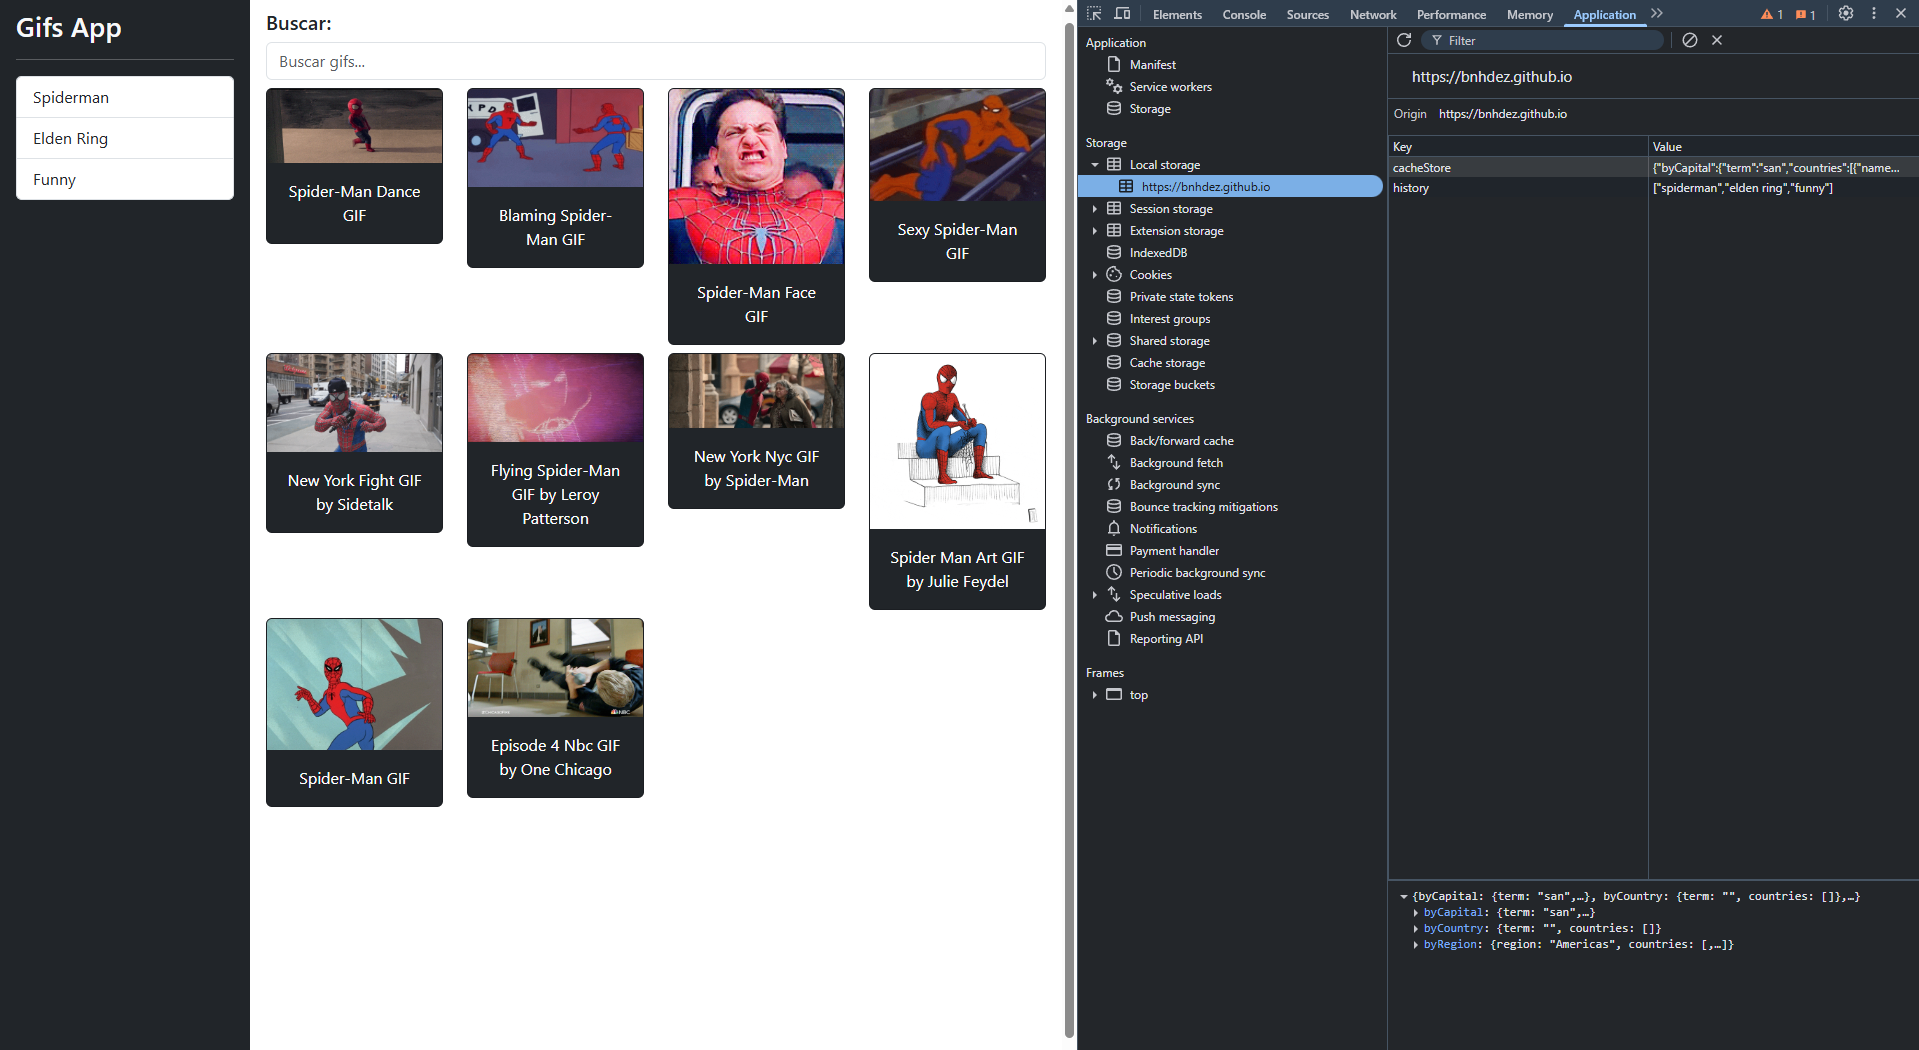 Gifs App
Spiderman
Elden Ring
Funny
Buscar:
Buscar gifs...
Spider-Man Dance
GIF
KPD
Blaming Spider-
Man GIF
Spider-Man Face
GIF
Sexy Spider-Man
GIF
New York Fight GIF
by Sidetalk
Flying Spider-Man
GIF by Leroy
Patterson
New York Nyc GIF
by Spider-Man
Spider Man Art GIF
by Julie Feydel
Spider-Man GIF
NBC
Episode 4 Nbc GIF
by One Chicago
Elements Console Sources Network Performance Memory Application 1 1
Application
Manifest
Service workers
Storage
Storage
Local storage
https://bnhdez.github.io
Session storage
Extension storage
IndexedDB
Cookies
Private state tokens
Interest groups
Shared storage
Cache storage
Storage buckets
Background services
Back/forward cache
Background fetch
Background sync
Bounce tracking mitigations
Notifications
Payment handler
Periodic background sync
Speculative loads
Push messaging
Reporting API
Frames
top
Filter
https://bnhdez.github.io
Origin https://bnhdez.github.io
Key Value
cacheStore {"byCapital":{"term":"san","countries":[{"name...
history ["spiderman","elden ring","funny"]
{byCapital: {term: "san",…}, byCountry: {term: "", countries: []},…}
byCapital: {term: "san",…}
byCountry: {term: "", countries: []}
byRegion: {region: "Americas", countries: [,…]}